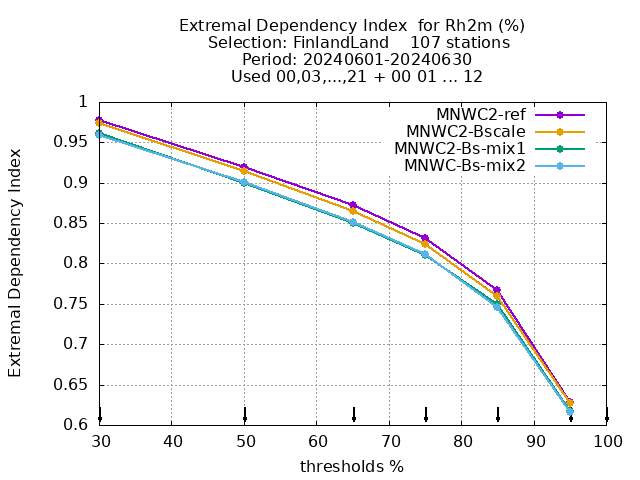 Extremal Dependency Index  for Rh2m (%)
Selection: FinlandLand    107 stations
Period: 20240601-20240630
Used 00,03,...,21 + 00 01 ... 12
MNWC2-ref
MNWC2-Bscale
MNWC2-Bs-mix1
MNWC-Bs-mix2
Extremal Dependency Index
1
0.95
0.9
0.85
0.8
0.75
0.7
0.65
0.6
30 40 50 60 70 80 90 100
thresholds %